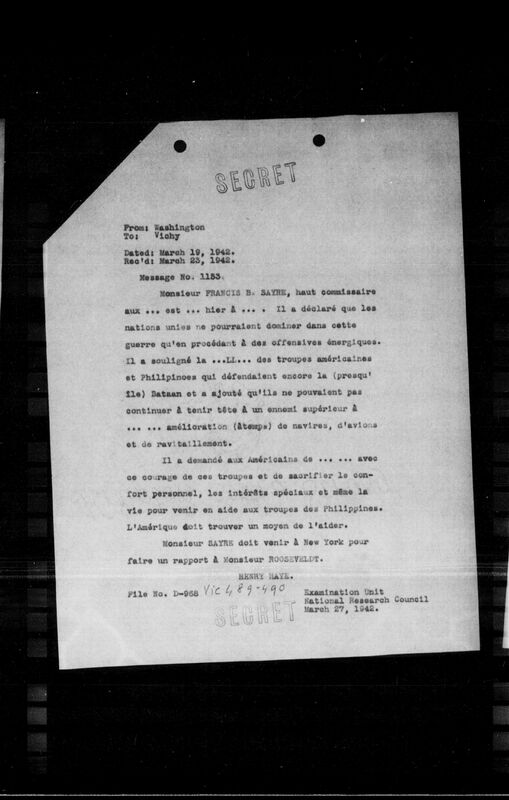 SECRET
From: Washington
To: Vichy
Dated: March 19, 1942.
Rec'd: March 23, 1942.
Message No. 1153.
Monsieur FRANCIS B. SAYRE, haut commissaire
aux ... est ... hier à ... . Il a déclaré que les
nations unies ne pourraient dominer dans cette
guerre qu'en procédant à des offensives énergiques.
Il a souligné la ...LL... des troupes américaines
et Philipinoes qui défendaient encore la (presqu'
île) Bataan et a ajouté qu'ils ne pouvaient pas
continuer à tenir tête à un ennemi supérieur à
... ... amélioration (àtemps) de navires, d'avions
et de ravitaillement.
Il a demandé aux Américains de ... ... avec
ce courage de ces troupes et de sacrifier le con-
fort personnel, les intérêts spéciaux et même la
vie pour venir en aide aux troupes des Philippines.
L'Amérique doit trouver un moyen de l'aider.
Monsieur SAYRE doit venir à New York pour
faire un rapport à Monsieur ROOSEVELDT.
HENRY HAYE.
File No. D-968 Vic 489-490
Examination Unit
National Research Council
March 27, 1942.
SECRET